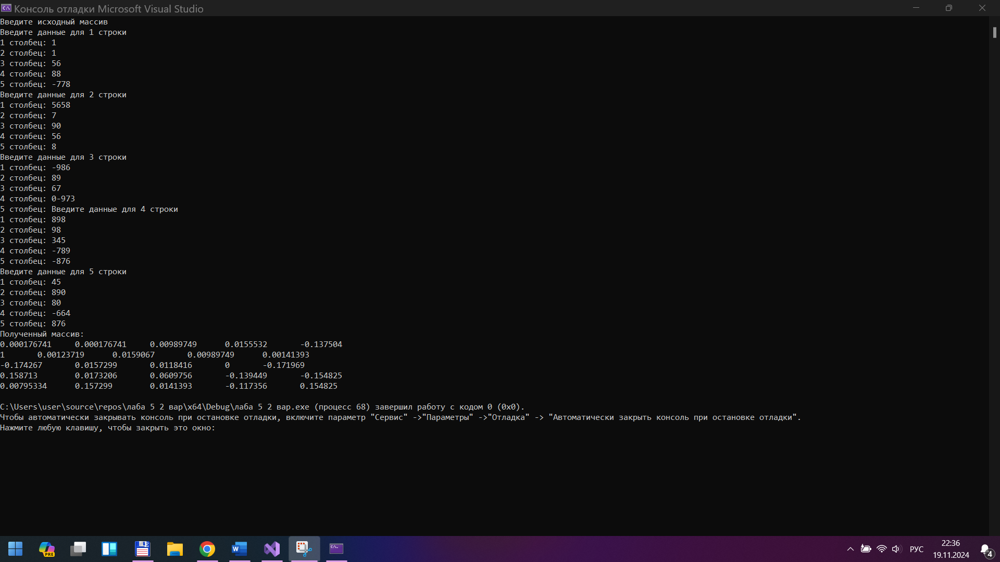 Консоль отладки Microsoft Visual Studio
Введите исходный массив
Введите данные для 1 строки
1 столбец: 1
2 столбец: 1
3 столбец: 56
4 столбец: 88
5 столбец: -778
Введите данные для 2 строки
1 столбец: 5658
2 столбец: 7
3 столбец: 90
4 столбец: 56
5 столбец: 8
Введите данные для 3 строки
1 столбец: -986
2 столбец: 89
3 столбец: 67
4 столбец: 0-973
5 столбец: Введите данные для 4 строки
1 столбец: 898
2 столбец: 98
3 столбец: 345
4 столбец: -789
5 столбец: -876
Введите данные для 5 строки
1 столбец: 45
2 столбец: 890
3 столбец: 80
4 столбец: -664
5 столбец: 876
Полученный массив:
0.000176741 0.000176741 0.00989749 0.0155532 -0.137504
1 0.00123719 0.0159067 0.00989749 0.00141393
-0.174267 0.0157299 0.0118416 0 -0.171969
0.158713 0.0173206 0.0609756 -0.139449 -0.154825
0.00795334 0.157299 0.0141393 -0.117356 0.154825
C:\Users\user\source\repos\лаба 5 2 вар\x64\Debug\лаба 5 2 вар.exe (процесс 68) завершил работу с кодом 0 (0x0).
Чтобы автоматически закрывать консоль при остановке отладки, включите параметр "Сервис" ->"Параметры" ->"Отладка" -> "Автоматически закрыть консоль при остановке отладки".
Нажмите любую клавишу, чтобы закрыть это окно:
PRE
РУС
22:36
19.11.2024
4